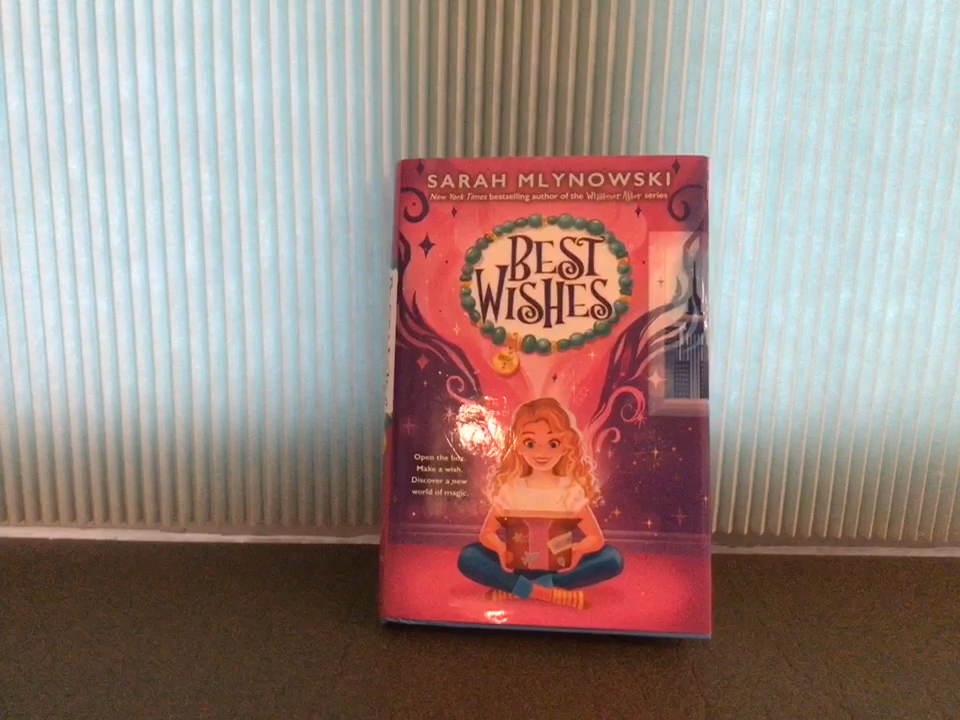 SARAH MLYNOWSKI
New York Times bestselling author of the Whatever After series
BEST
WISHES
Open the box.
Make a wish.
Discover a new
world of magic.